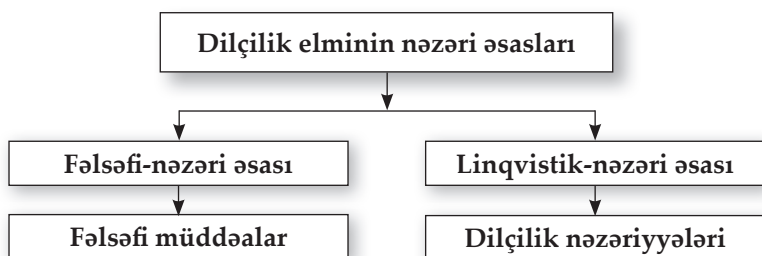 Dilçilik elminin nəzəri əsasları
Fəlsəfi-nəzəri əsası
Linqvistik-nəzəri əsası
Fəlsəfi müddəalar
Dilçilik nəzəriyyələri